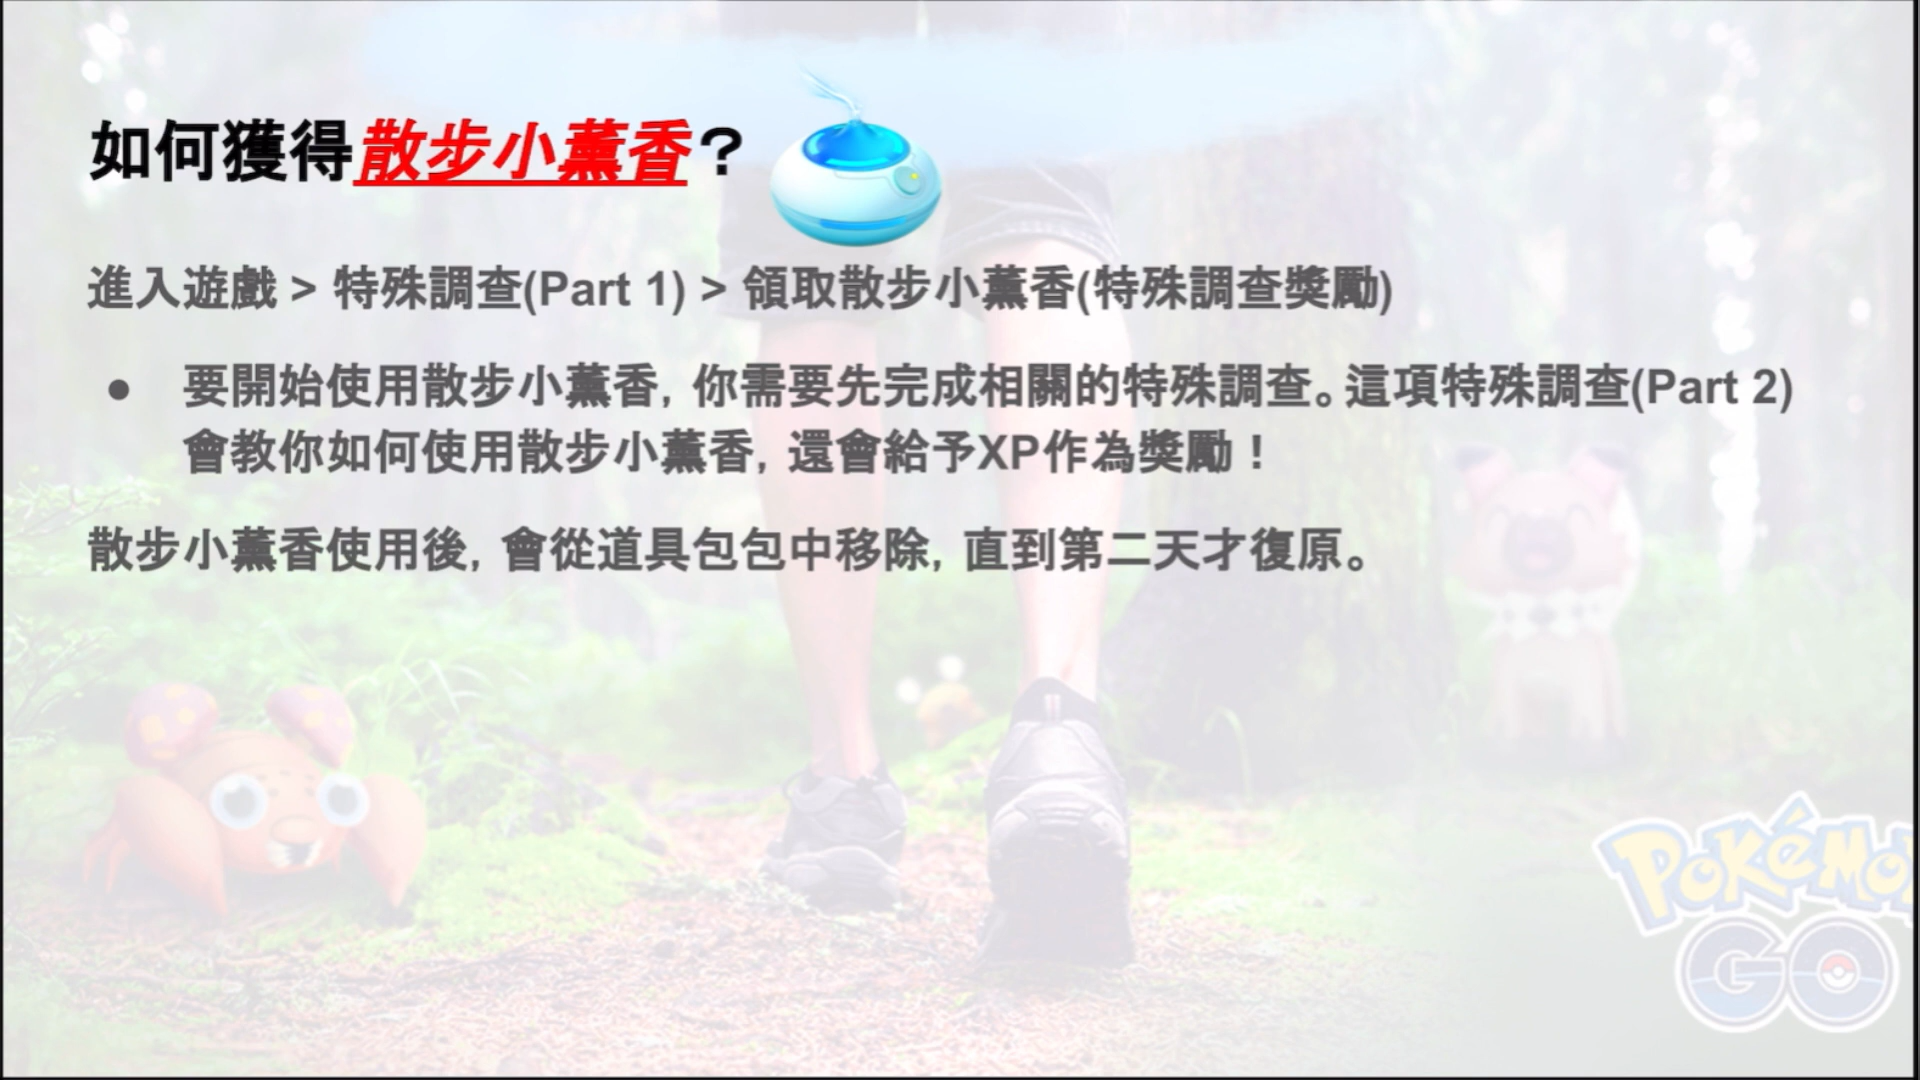 如何獲得散步小薰香？
進入遊戲 > 特殊調查(Part 1) > 領取散步小薰香(特殊調查獎勵)
● 要開始使用散步小薰香, 你需要先完成相關的特殊調查。這項特殊調查(Part 2)
會教你如何使用散步小薰香, 還會給予XP作為獎勵！
散步小薰香使用後, 會從道具包包中移除, 直到第二天才復原。
POKéMO
GO